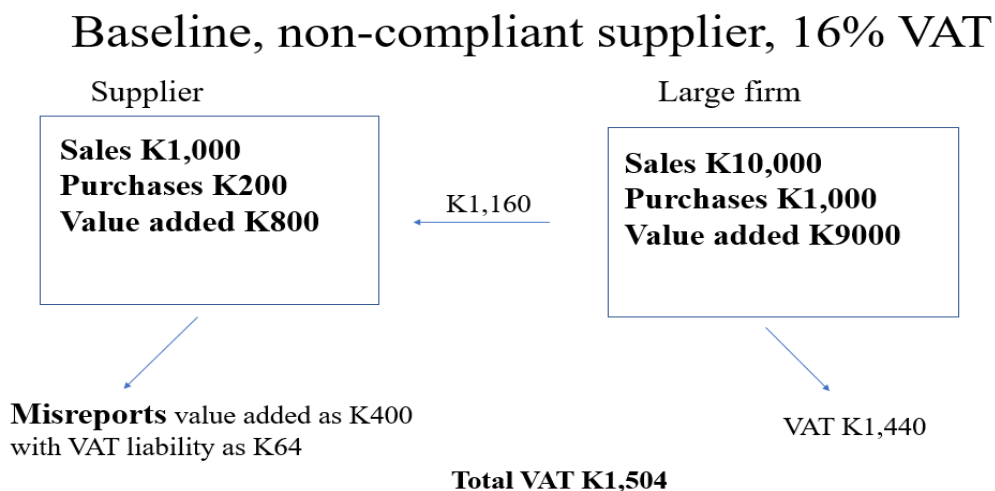 Baseline, non-compliant supplier, 16% VAT
Supplier
Large firm
Sales K1,000
Purchases K200
Value added K800
K1,160
Sales K10,000
Purchases K1,000
Value added K9000
Misreports value added as K400
with VAT liability as K64
VAT K1,440
Total VAT K1,504